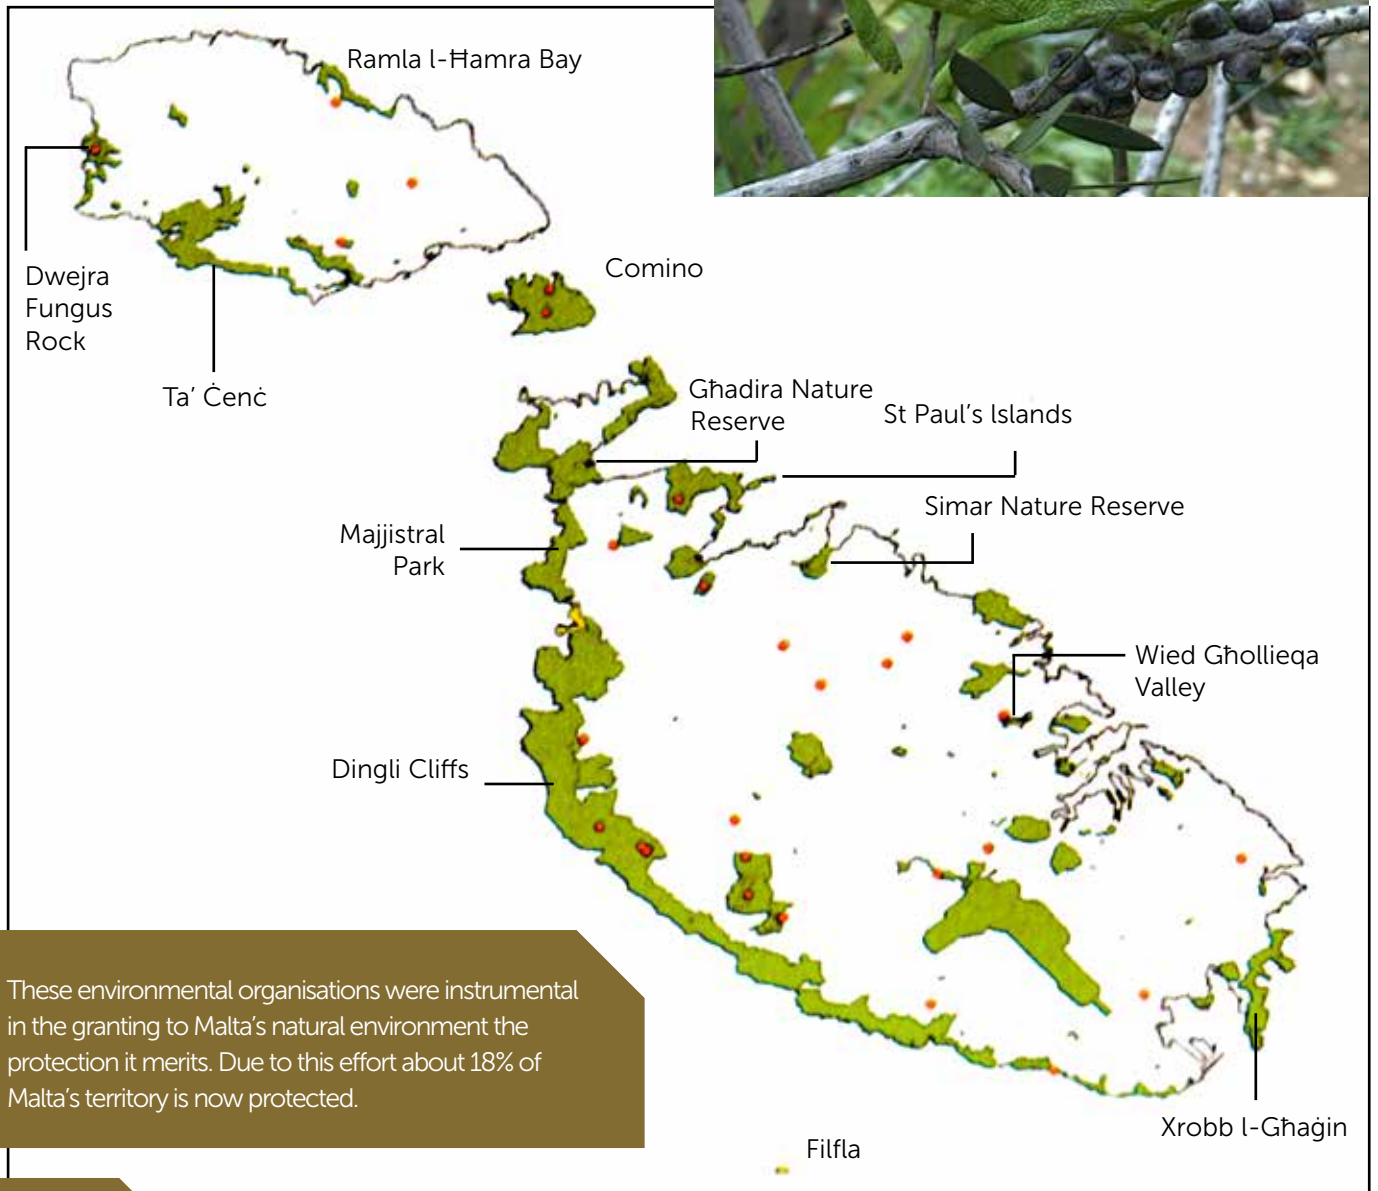 Ramla l-Ħamra Bay
Dwejra
Fungus
Rock
Ta' Ċenċ
Comino
Għadira Nature
Reserve
St Paul's Islands
Simar Nature Reserve
Majjistral
Park
Wied Għollieqa
Valley
Dingli Cliffs
These environmental organisations were instrumental
in the granting to Malta's natural environment the
protection it merits. Due to this effort about 18% of
Malta's territory is now protected.
Xrobb l-Għaġin
Filfla